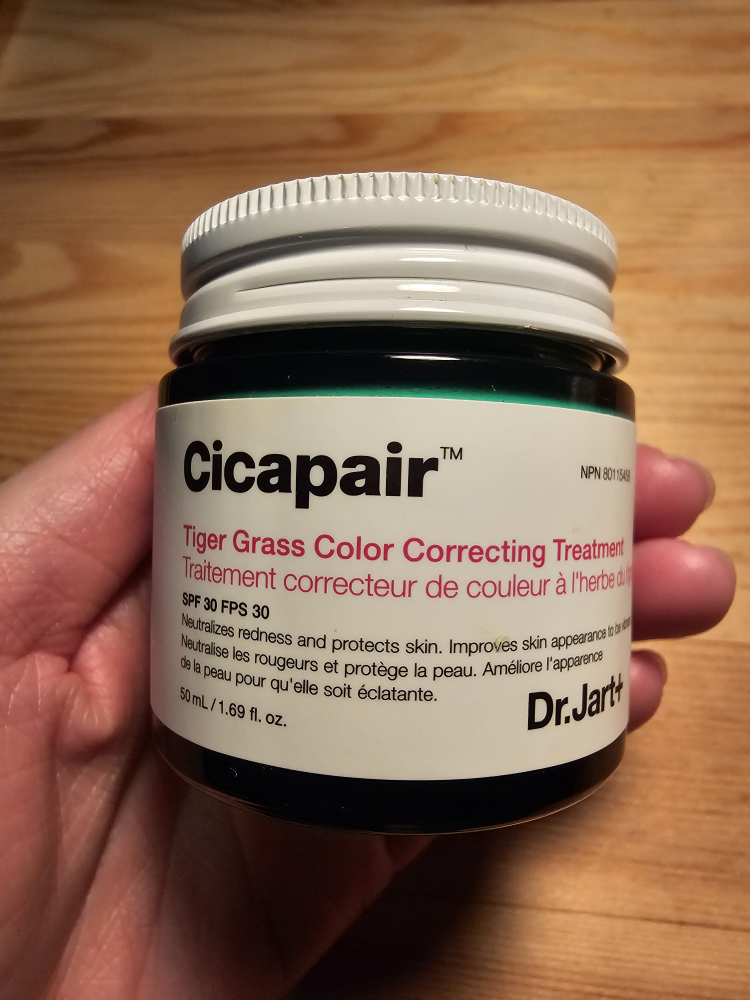 Cicapair™
NPN 80115458
Tiger Grass Color Correcting Treatment
Traitement correcteur de couleur à l'herbe du
SPF 30 FPS 30
Neutralizes redness and protects skin. Improves skin appearance to be
Neutralise les rougeurs et protège la peau. Améliore l'apparence
de la peau pour qu'elle soit éclatante.
50 mL / 1.69 fl. oz.
Dr.Jart+